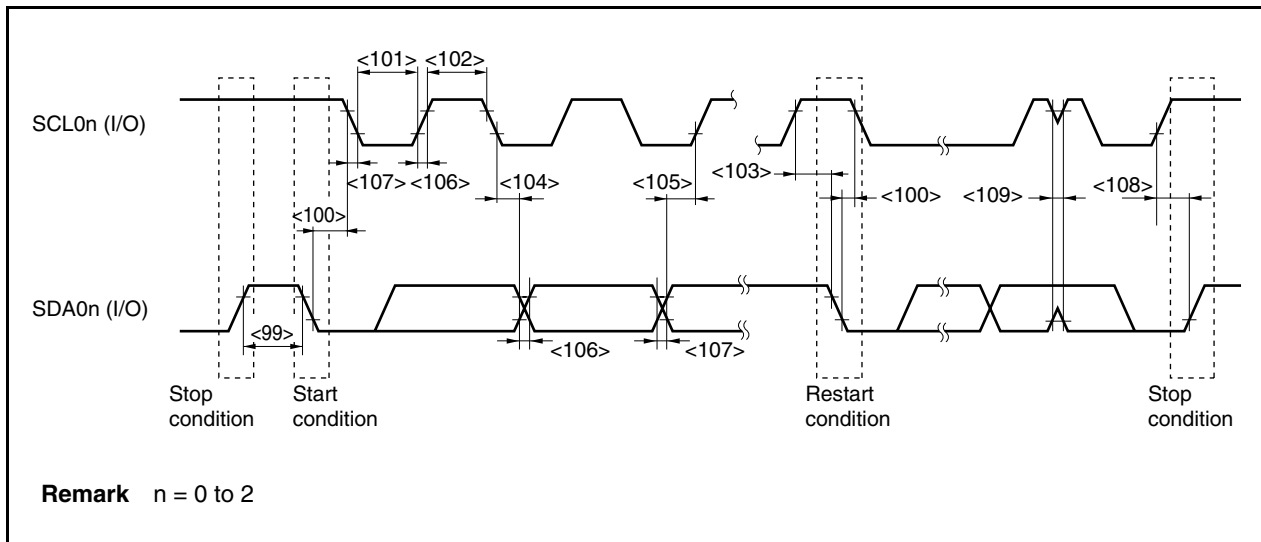 <101> <102>
SCL0n (I/O)
<107> <106> <104> <105> <103> <100> <109> <108>
<100>
SDA0n (I/O)
<99>
<106> <107>
Stop condition
Start condition
Restart condition
Stop condition
Remark n = 0 to 2